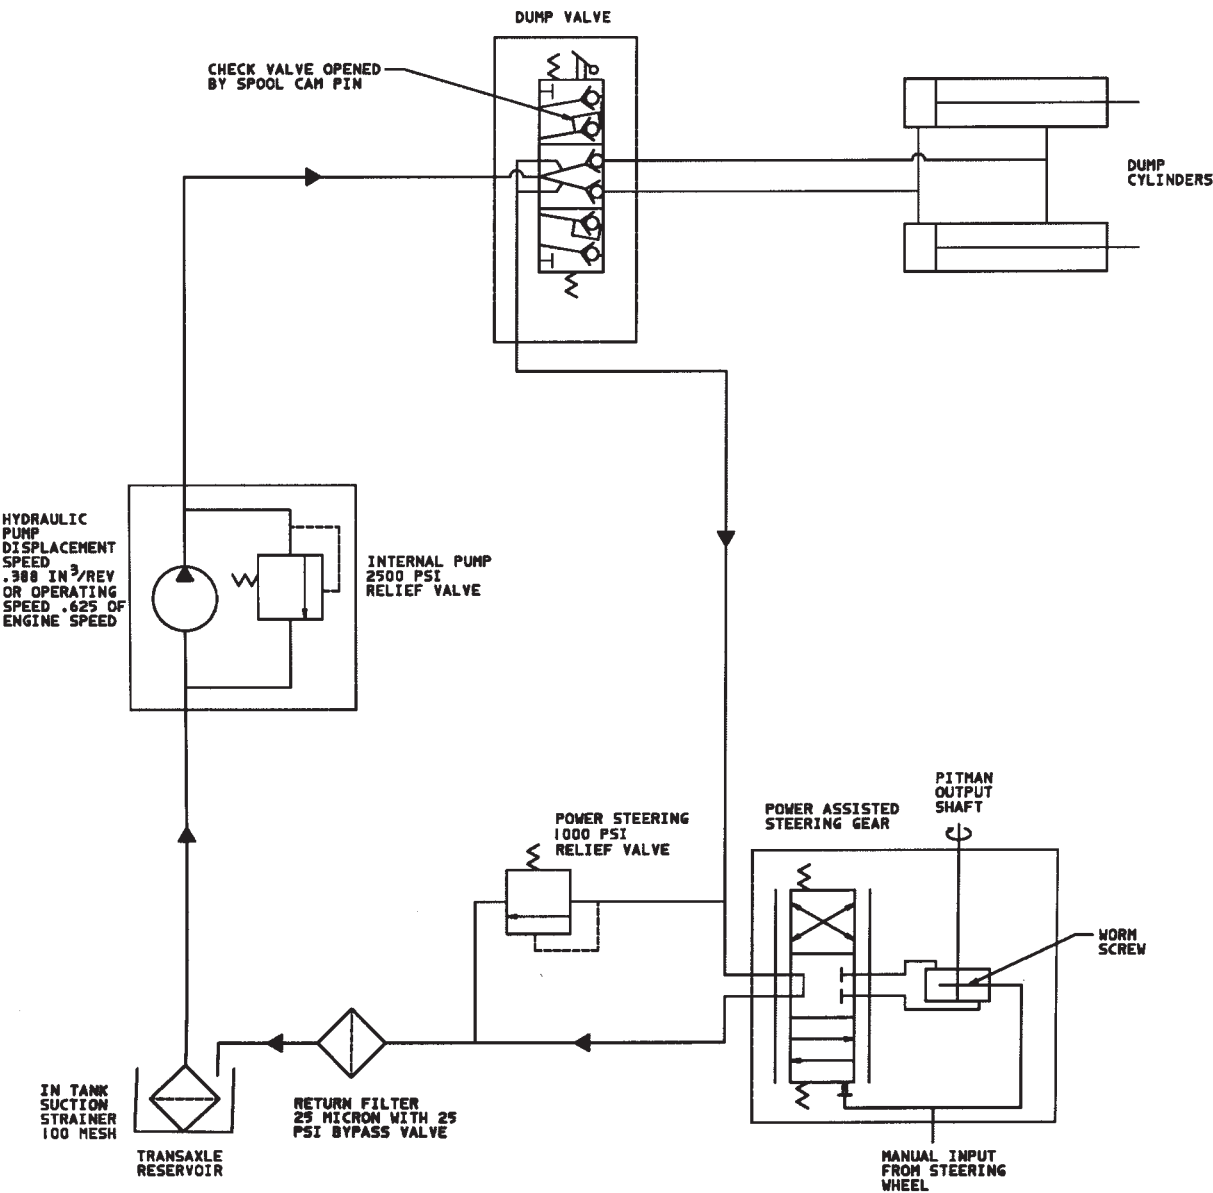 DUMP VALVE
CHECK VALVE OPENED
BY SPOOL CAM PIN
DUMP
CYLINDERS
HYDRAULIC
PUMP
DISPLACEMENT
SPEED
.388 IN³/REV
OR OPERATING
SPEED .625 OF
ENGINE SPEED
INTERNAL PUMP
2500 PSI
RELIEF VALVE
POWER STEERING
1000 PSI
RELIEF VALVE
POWER ASSISTED
STEERING GEAR
PITMAN
OUTPUT
SHAFT
WORM
SCREW
IN TANK
SUCTION
STRAINER
100 MESH
TRANSAXLE
RESERVOIR
RETURN FILTER
25 MICRON WITH 25
PSI BYPASS VALVE
MANUAL INPUT
FROM STEERING
WHEEL